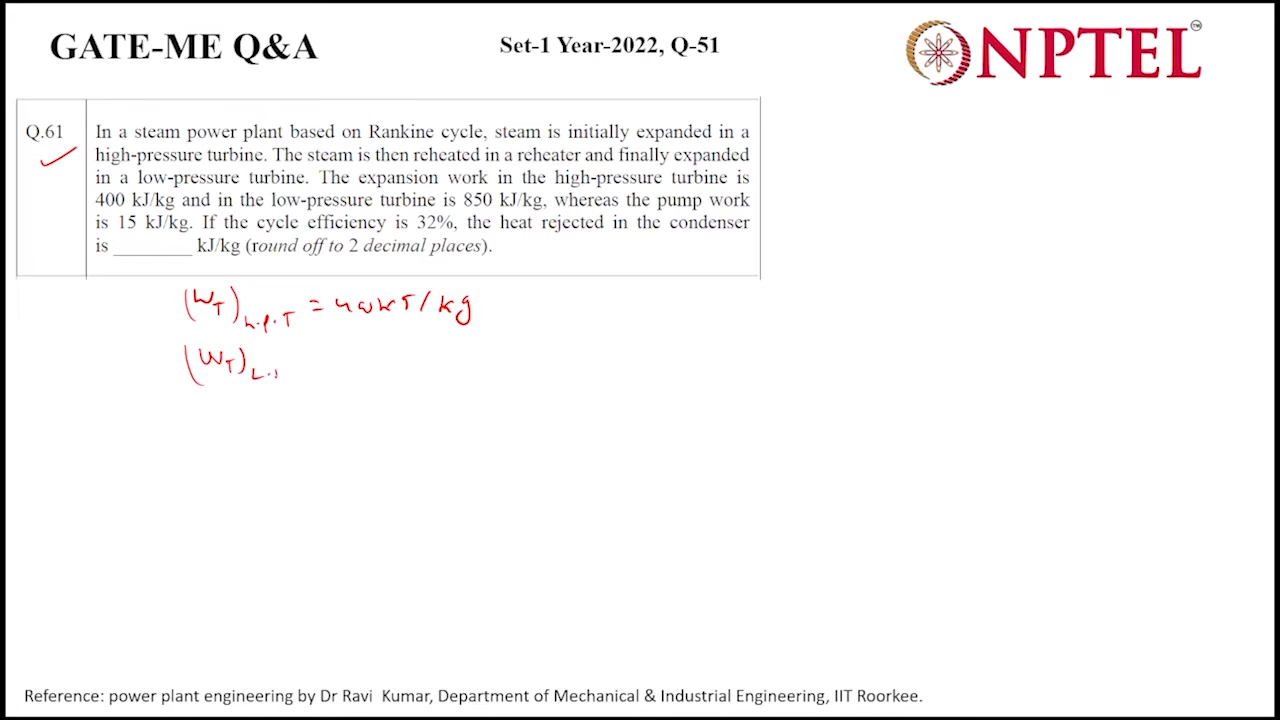 GATE-ME Q&A
Set-1 Year-2022, Q-51
NPTEL
TM
Q.61
In a steam power plant based on Rankine cycle, steam is initially expanded in a
high-pressure turbine. The steam is then reheated in a reheater and finally expanded
in a low-pressure turbine. The expansion work in the high-pressure turbine is
400 kJ/kg and in the low-pressure turbine is 850 kJ/kg, whereas the pump work
is 15 kJ/kg. If the cycle efficiency is 32%, the heat rejected in the condenser
is ________ kJ/kg (round off to 2 decimal places).
(WT)h.p.T = 400 kJ/kg
(WT)L.
Reference: power plant engineering by Dr Ravi Kumar, Department of Mechanical & Industrial Engineering, IIT Roorkee.